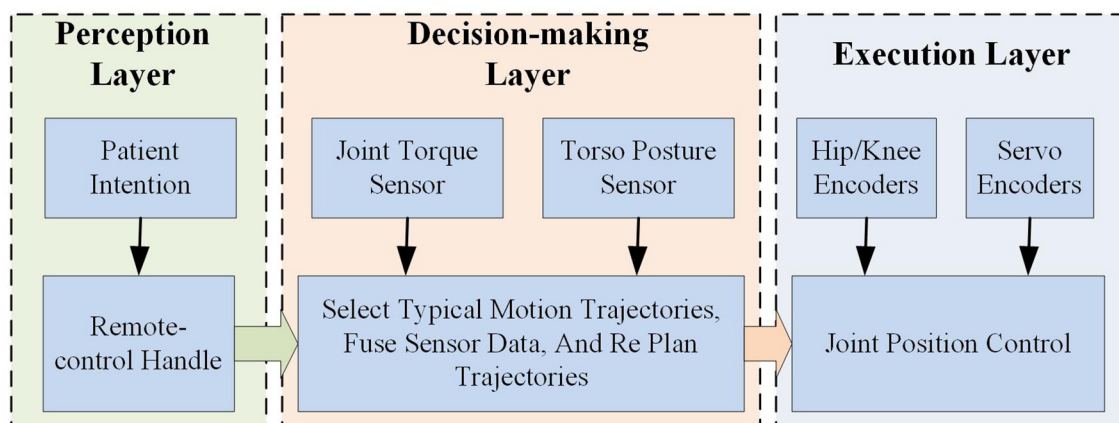 Perception
Layer
Patient
Intention
Remote-
control Handle
Decision-making
Layer
Joint Torque
Sensor
Torso Posture
Sensor
Select Typical Motion Trajectories,
Fuse Sensor Data, And Re Plan
Trajectories
Execution Layer
Hip/Knee
Encoders
Servo
Encoders
Joint Position Control